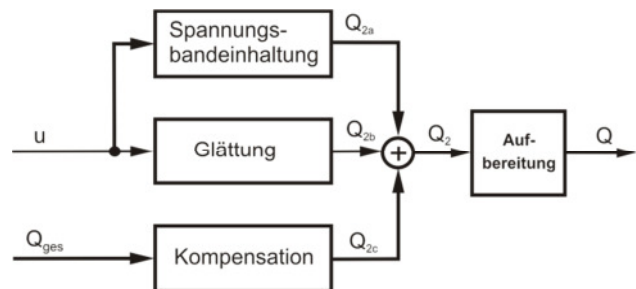 Spannungs-
bandeinhaltung
Q2a
u
Glättung
Q2b
Q2
Auf-
bereitung
Q
Qges
Kompensation
Q2c